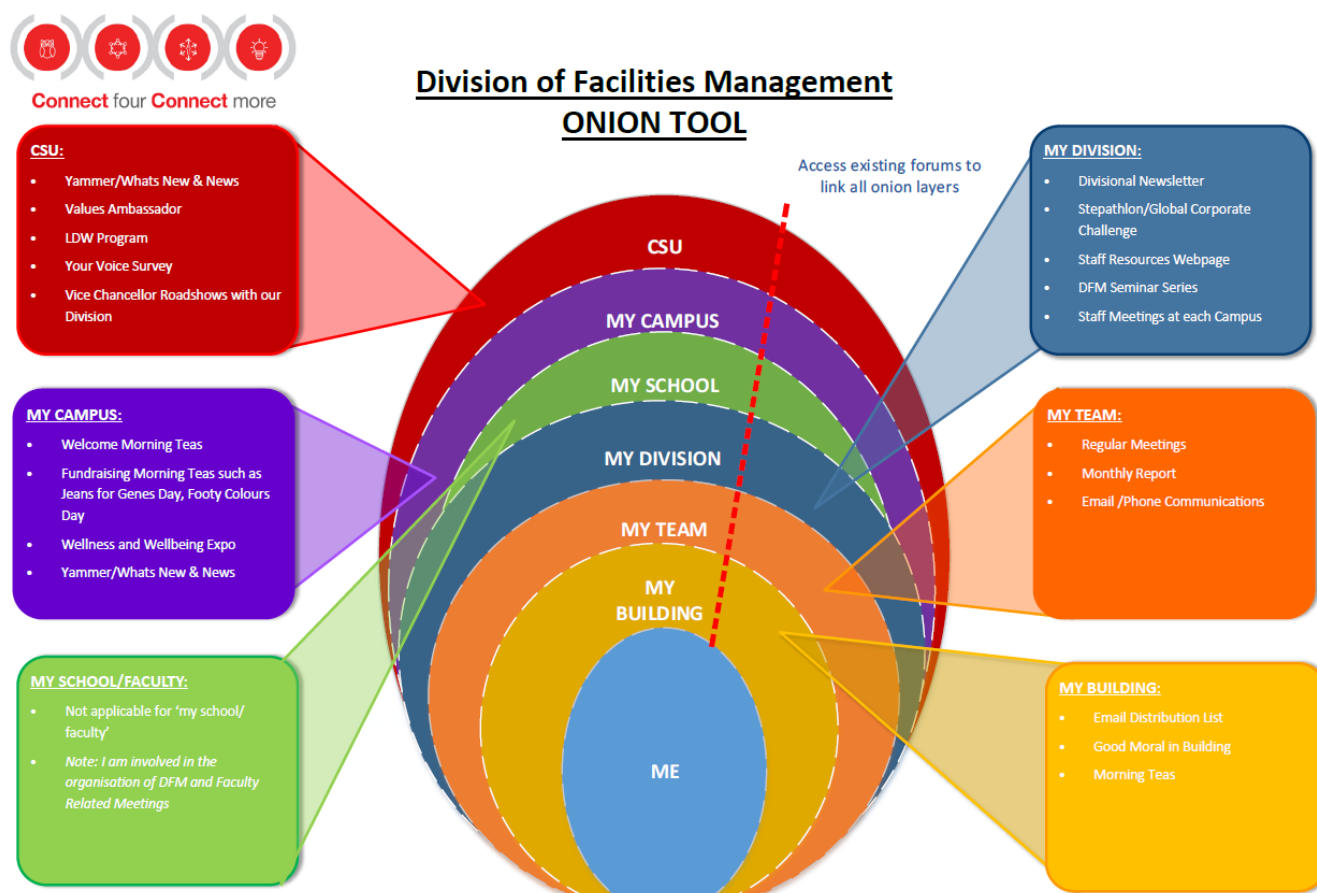 Connect four Connect more
Division of Facilities Management
ONION TOOL
CSU:
Yammer/Whats New & News
Values Ambassador
LDW Program
Your Voice Survey
Vice Chancellor Roadshows with our
Division
MY CAMPUS:
Welcome Morning Teas
Fundraising Morning Teas such as
Jeans for Genes Day, Footy Colours
Day
Wellness and Wellbeing Expo
Yammer/Whats New & News
MY SCHOOL/FACULTY:
Not applicable for ‘my school/
faculty’
Note: I am involved in the
organisation of DFM and Faculty
Related Meetings
Access existing forums to
link all onion layers
CSU
MY CAMPUS
MY SCHOOL
MY DIVISION
MY TEAM
MY
BUILDING
ME
MY DIVISION:
Divisional Newsletter
Stepathlon/Global Corporate
Challenge
Staff Resources Webpage
DFM Seminar Series
Staff Meetings at each Campus
MY TEAM:
Regular Meetings
Monthly Report
Email /Phone Communications
MY BUILDING:
Email Distribution List
Good Moral in Building
Morning Teas